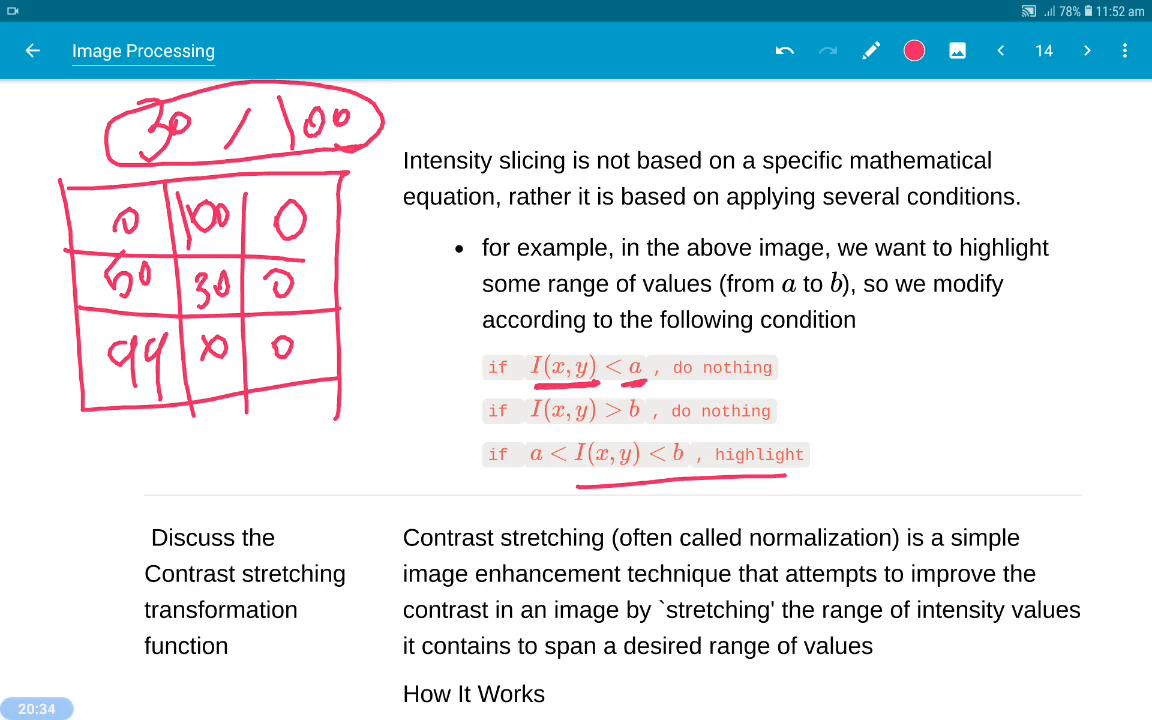 78% 11:52 am
Image Processing
14
30 / 100
0 100 0
50 30 0
99 10 0
Intensity slicing is not based on a specific mathematical
equation, rather it is based on applying several conditions.
• for example, in the above image, we want to highlight
some range of values (from a to b), so we modify
according to the following condition
if I(x, y) < a , do nothing
if I(x, y) > b , do nothing
if a < I(x, y) < b , highlight
Discuss the
Contrast stretching
transformation
function
Contrast stretching (often called normalization) is a simple
image enhancement technique that attempts to improve the
contrast in an image by `stretching' the range of intensity values
it contains to span a desired range of values
How It Works
20:34